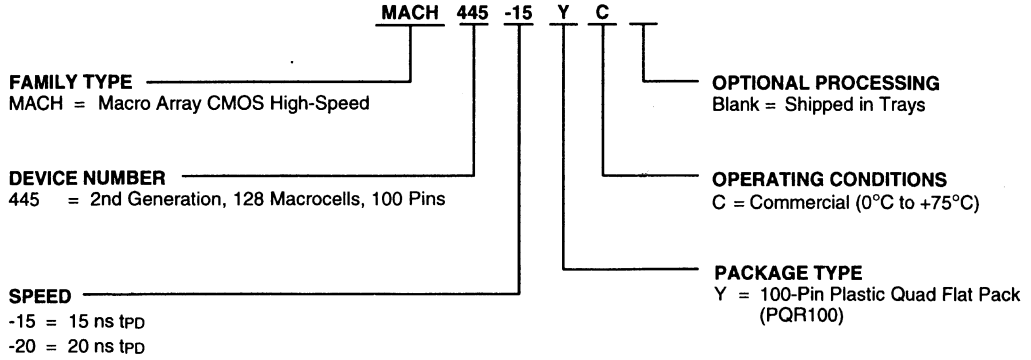 MACH 445 -15 Y C
FAMILY TYPE
MACH = Macro Array CMOS High-Speed
DEVICE NUMBER
445 = 2nd Generation, 128 Macrocells, 100 Pins
SPEED
-15 = 15 ns tPD
-20 = 20 ns tPD
OPTIONAL PROCESSING
Blank = Shipped in Trays
OPERATING CONDITIONS
C = Commercial (0°C to +75°C)
PACKAGE TYPE
Y = 100-Pin Plastic Quad Flat Pack
(PQR100)